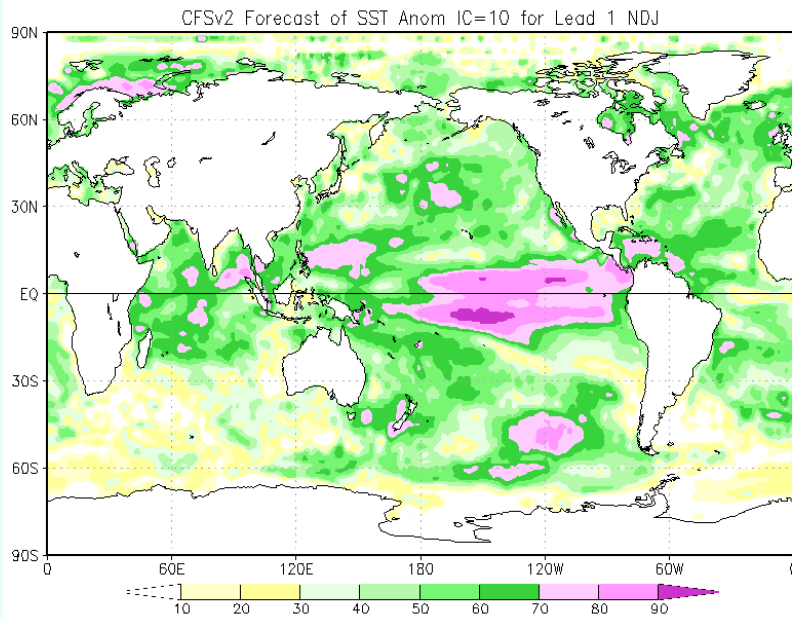 CFSv2 Forecast of SST Anom IC=10 for Lead 1 NDJ
90N
60N
30N
EQ
30S
60S
90S
0 60E 120E 180 120W 60W 0
10 20 30 40 50 60 70 80 90